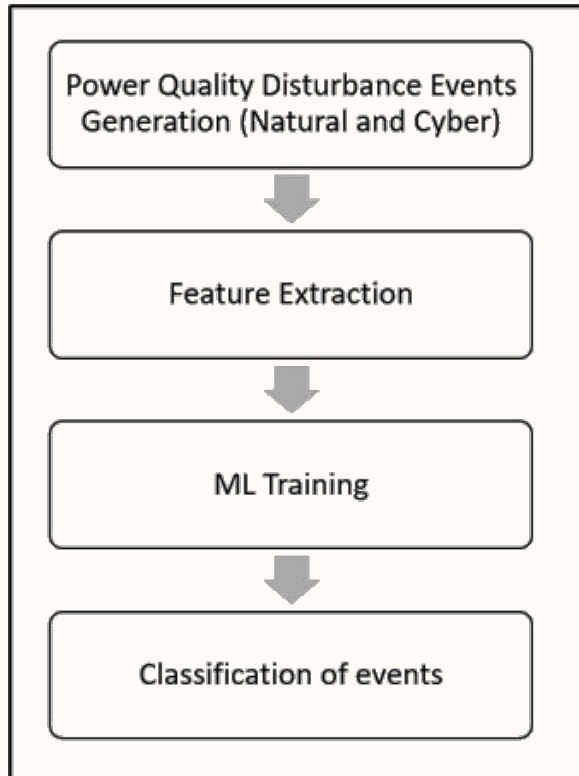 Power Quality Disturbance Events
Generation (Natural and Cyber)
Feature Extraction
ML Training
Classification of events